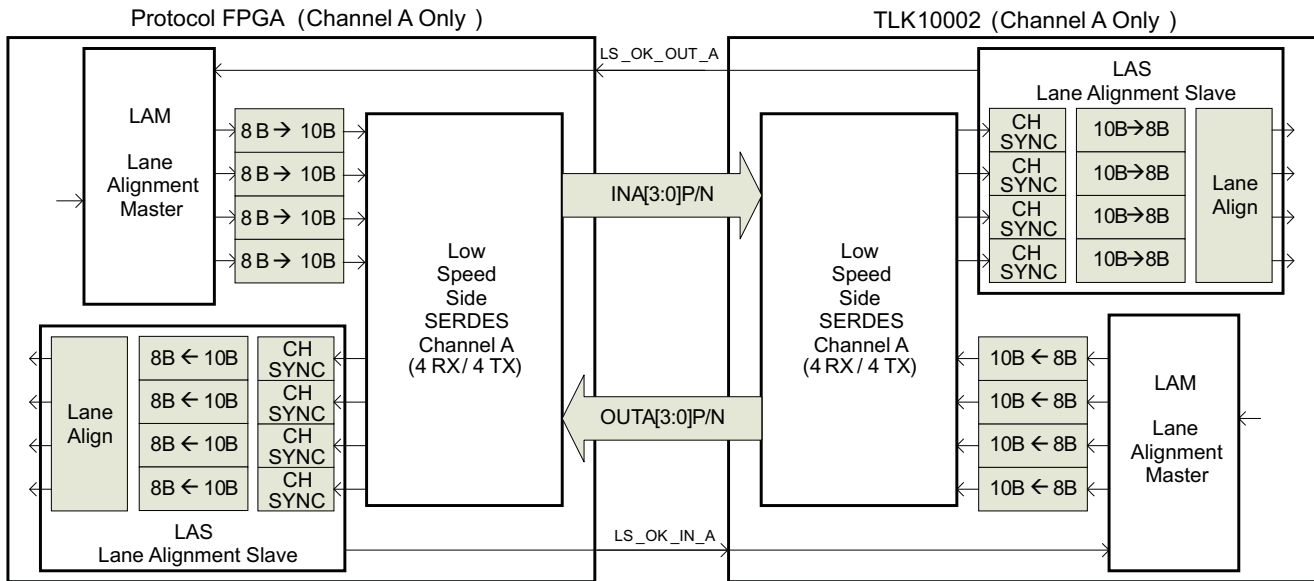 Protocol FPGA (Channel A Only)
LS_OK_OUT_A
LAM
Lane
Alignment
Master
8B → 10B
8B → 10B
8B → 10B
8B → 10B
Low
Speed
Side
SERDES
Channel A
(4 RX / 4 TX)
Lane
Align
8B ← 10B
8B ← 10B
8B ← 10B
8B ← 10B
CH
SYNC
CH
SYNC
CH
SYNC
CH
SYNC
LAS
Lane Alignment Slave
INA[3:0]P/N
OUTA[3:0]P/N
LS_OK_IN_A
TLK10002 (Channel A Only)
Low
Speed
Side
SERDES
Channel A
(4 RX / 4 TX)
LAS
Lane Alignment Slave
CH
SYNC
CH
SYNC
CH
SYNC
CH
SYNC
10B→8B
10B→8B
10B→8B
10B→8B
Lane
Align
10B ← 8B
10B ← 8B
10B ← 8B
10B ← 8B
LAM
Lane
Alignment
Master